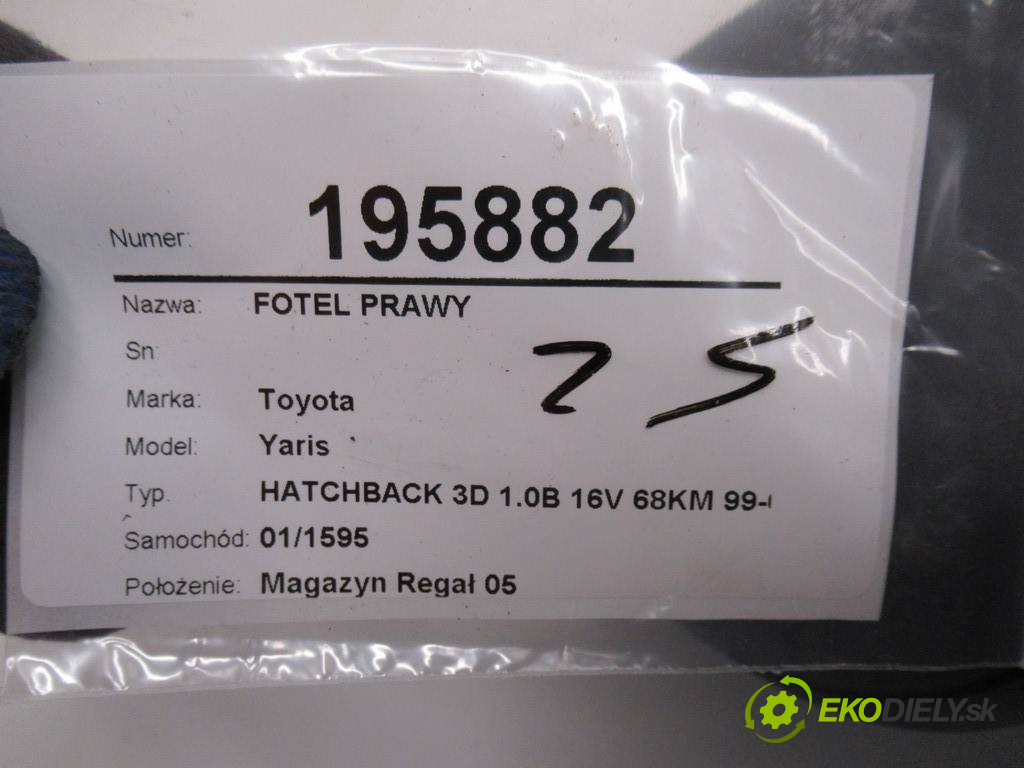 Numer: 195882
Nazwa: FOTEL PRAWY
Sn:
2 5
Marka: Toyota
Model: Yaris
Typ. HATCHBACK 3D 1.0B 16V 68KM 99-
Samochód: 01/1595
Położenie: Magazyn Regał 05
EKODIELY.sk